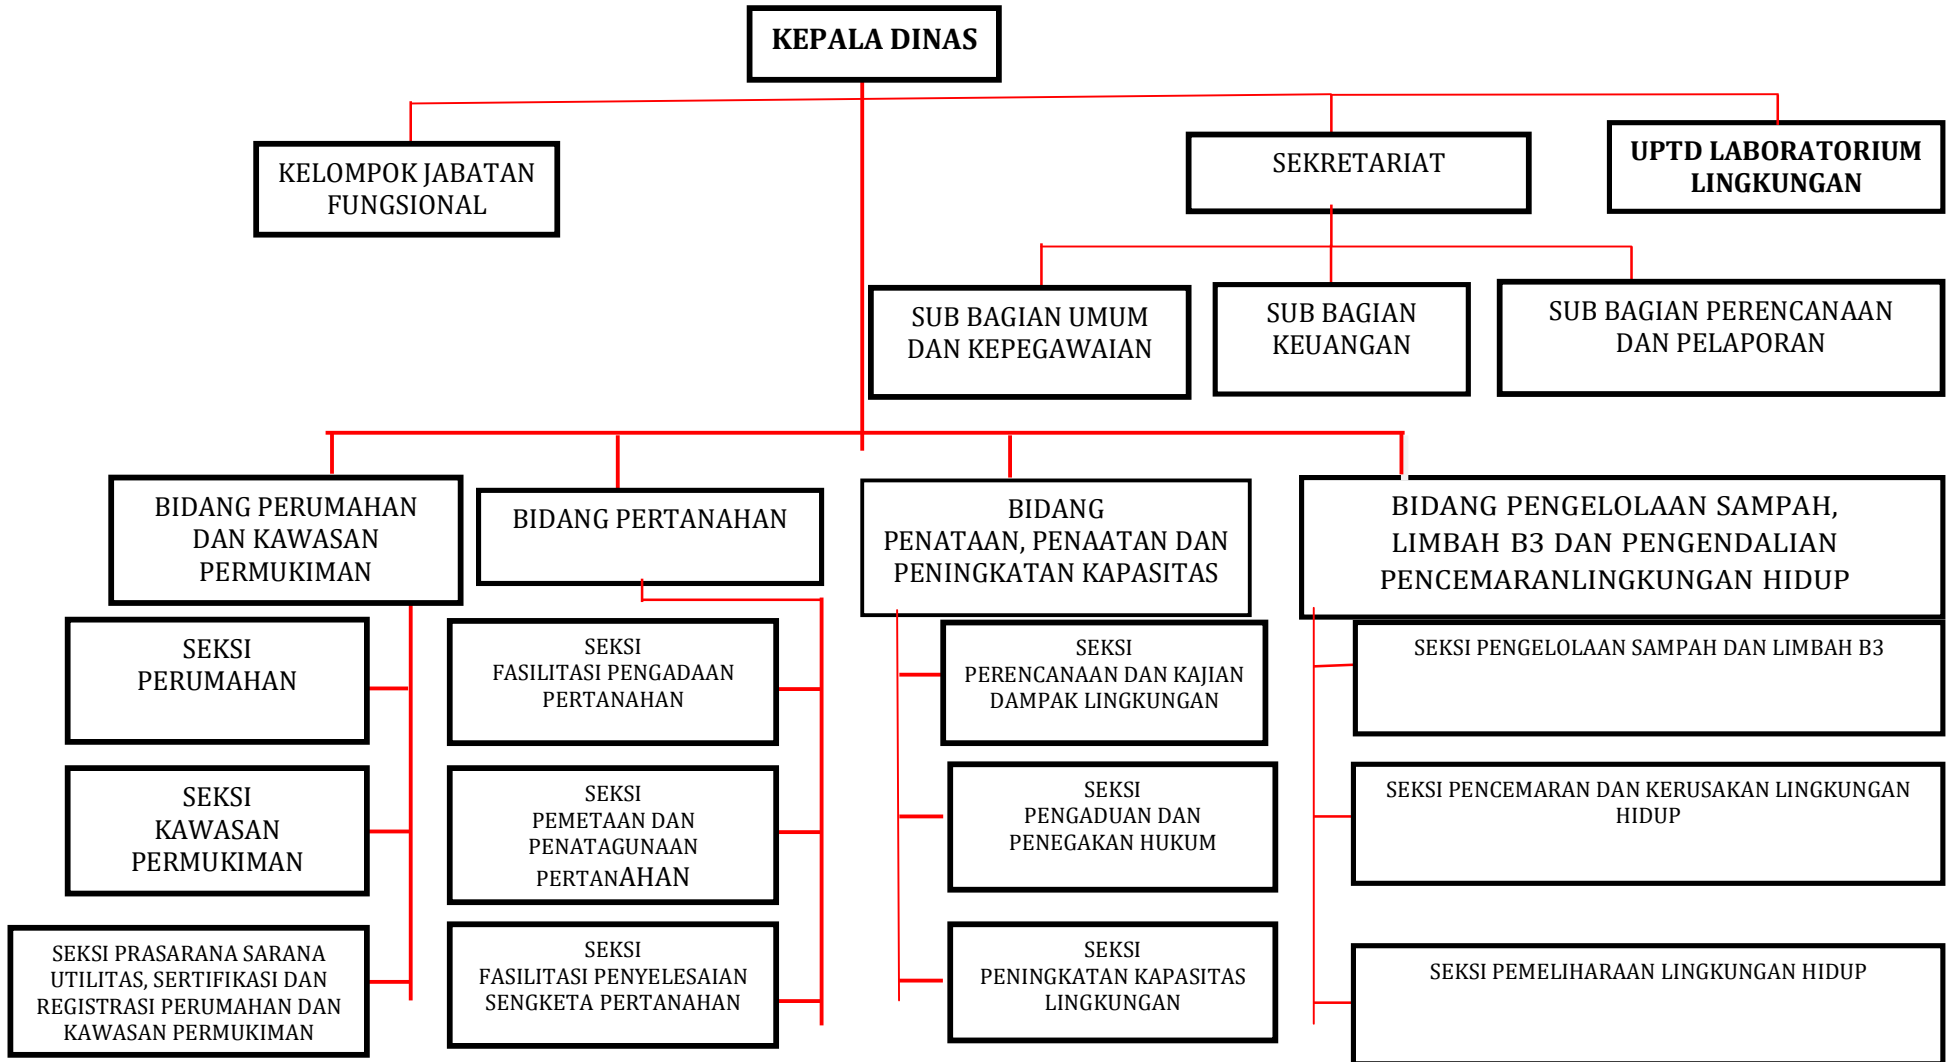 KEPALA DINAS
KELOMPOK JABATAN
FUNGSIONAL
SEKRETARIAT
UPTD LABORATORIUM
LINGKUNGAN
SUB BAGIAN UMUM
DAN KEPEGAWAIAN
SUB BAGIAN
KEUANGAN
SUB BAGIAN PERENCANAAN
DAN PELAPORAN
BIDANG PERUMAHAN
DAN KAWASAN
PERMUKIMAN
BIDANG PERTANAHAN
BIDANG
PENATAAN, PENAATAN DAN
PENINGKATAN KAPASITAS
BIDANG PENGELOLAAN SAMPAH,
LIMBAH B3 DAN PENGENDALIAN
PENCEMARANLINGKUNGAN HIDUP
SEKSI
PERUMAHAN
SEKSI
FASILITASI PENGADAAN
PERTANAHAN
SEKSI
PERENCANAAN DAN KAJIAN
DAMPAK LINGKUNGAN
SEKSI PENGELOLAAN SAMPAH DAN LIMBAH B3
SEKSI
KAWASAN
PERMUKIMAN
SEKSI
PEMETAAN DAN
PENATAGUNAAN
PERTANAHAN
SEKSI
PENGADUAN DAN
PENEGAKAN HUKUM
SEKSI PENCEMARAN DAN KERUSAKAN LINGKUNGAN
HIDUP
SEKSI PRASARANA SARANA
UTILITAS, SERTIFIKASI DAN
REGISTRASI PERUMAHAN DAN
KAWASAN PERMUKIMAN
SEKSI
FASILITASI PENYELESAIAN
SENGKETA PERTANAHAN
SEKSI
PENINGKATAN KAPASITAS
LINGKUNGAN
SEKSI PEMELIHARAAN LINGKUNGAN HIDUP